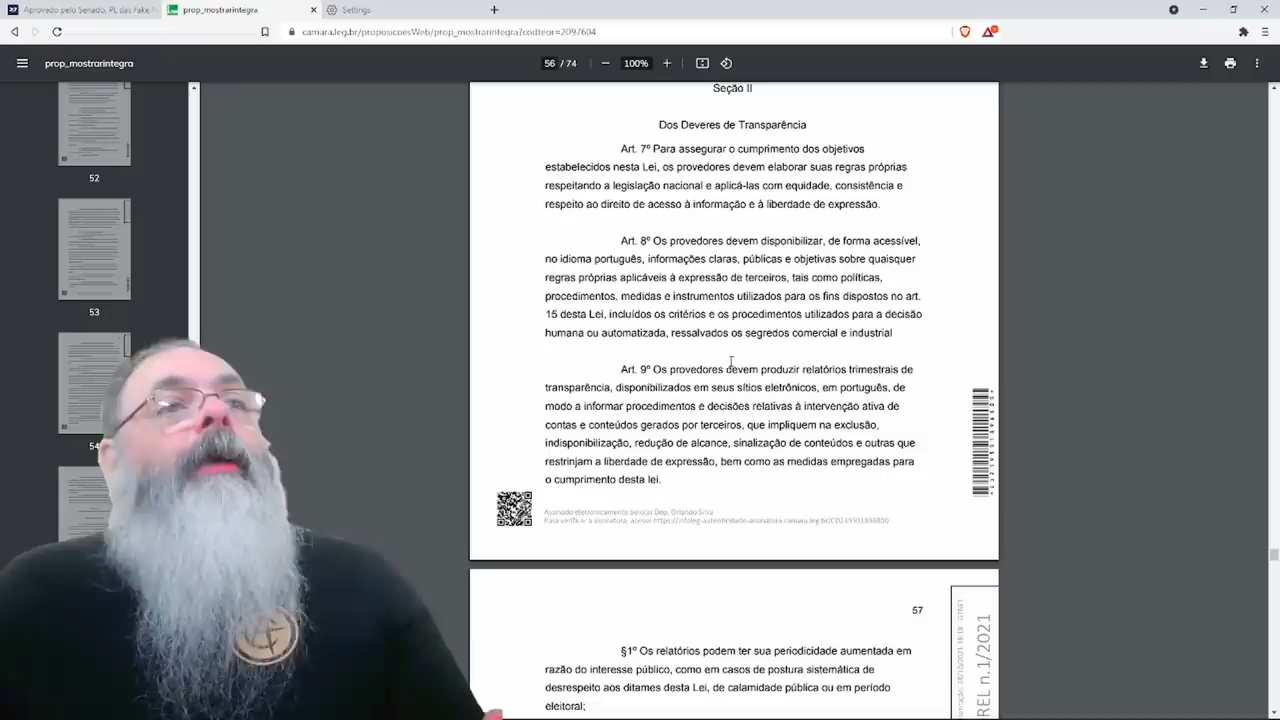 Aprovado pelo Senado, PL das Fake
prop_mostrarintegra
Settings
camara.leg.br/proposicoesWeb/prop_mostrarintegra?codteor=2097604
prop_mostrarintegra
56 / 74
100%
52
53
54
Seção II
Dos Deveres de Transparência
Art. 7º Para assegurar o cumprimento dos objetivos
estabelecidos nesta Lei, os provedores devem elaborar suas regras próprias
respeitando a legislação nacional e aplicá-las com equidade, consistência e
respeito ao direito de acesso à informação e à liberdade de expressão.
Art. 8º Os provedores devem disponibilizar, de forma acessível,
no idioma português, informações claras, públicas e objetivas sobre quaisquer
regras próprias aplicáveis à expressão de terceiros, tais como políticas,
procedimentos, medidas e instrumentos utilizados para os fins dispostos no art.
15 desta Lei, incluídos os critérios e os procedimentos utilizados para a decisão
humana ou automatizada, ressalvados os segredos comercial e industrial
Art. 9º Os provedores devem produzir relatórios trimestrais de
transparência, disponibilizados em seus sítios eletrônicos, em português, de
modo a informar procedimentos e decisões relativas à intervenção ativa de
contas e conteúdos gerados por terceiros, que impliquem na exclusão,
indisponibilização, redução de alcance, sinalização de conteúdos e outras que
restrinjam a liberdade de expressão, bem como as medidas empregadas para
o cumprimento desta lei.
Assinado eletronicamente pelo(a) Dep. Orlando Silva
Para verificar a assinatura, acesse
57
§1º Os relatórios podem ter sua periodicidade aumentada em
razão do interesse público, como em casos de postura sistemática de
desrespeito aos ditames desta Lei, de calamidade pública ou em período
eleitoral;
REL n.1/2021